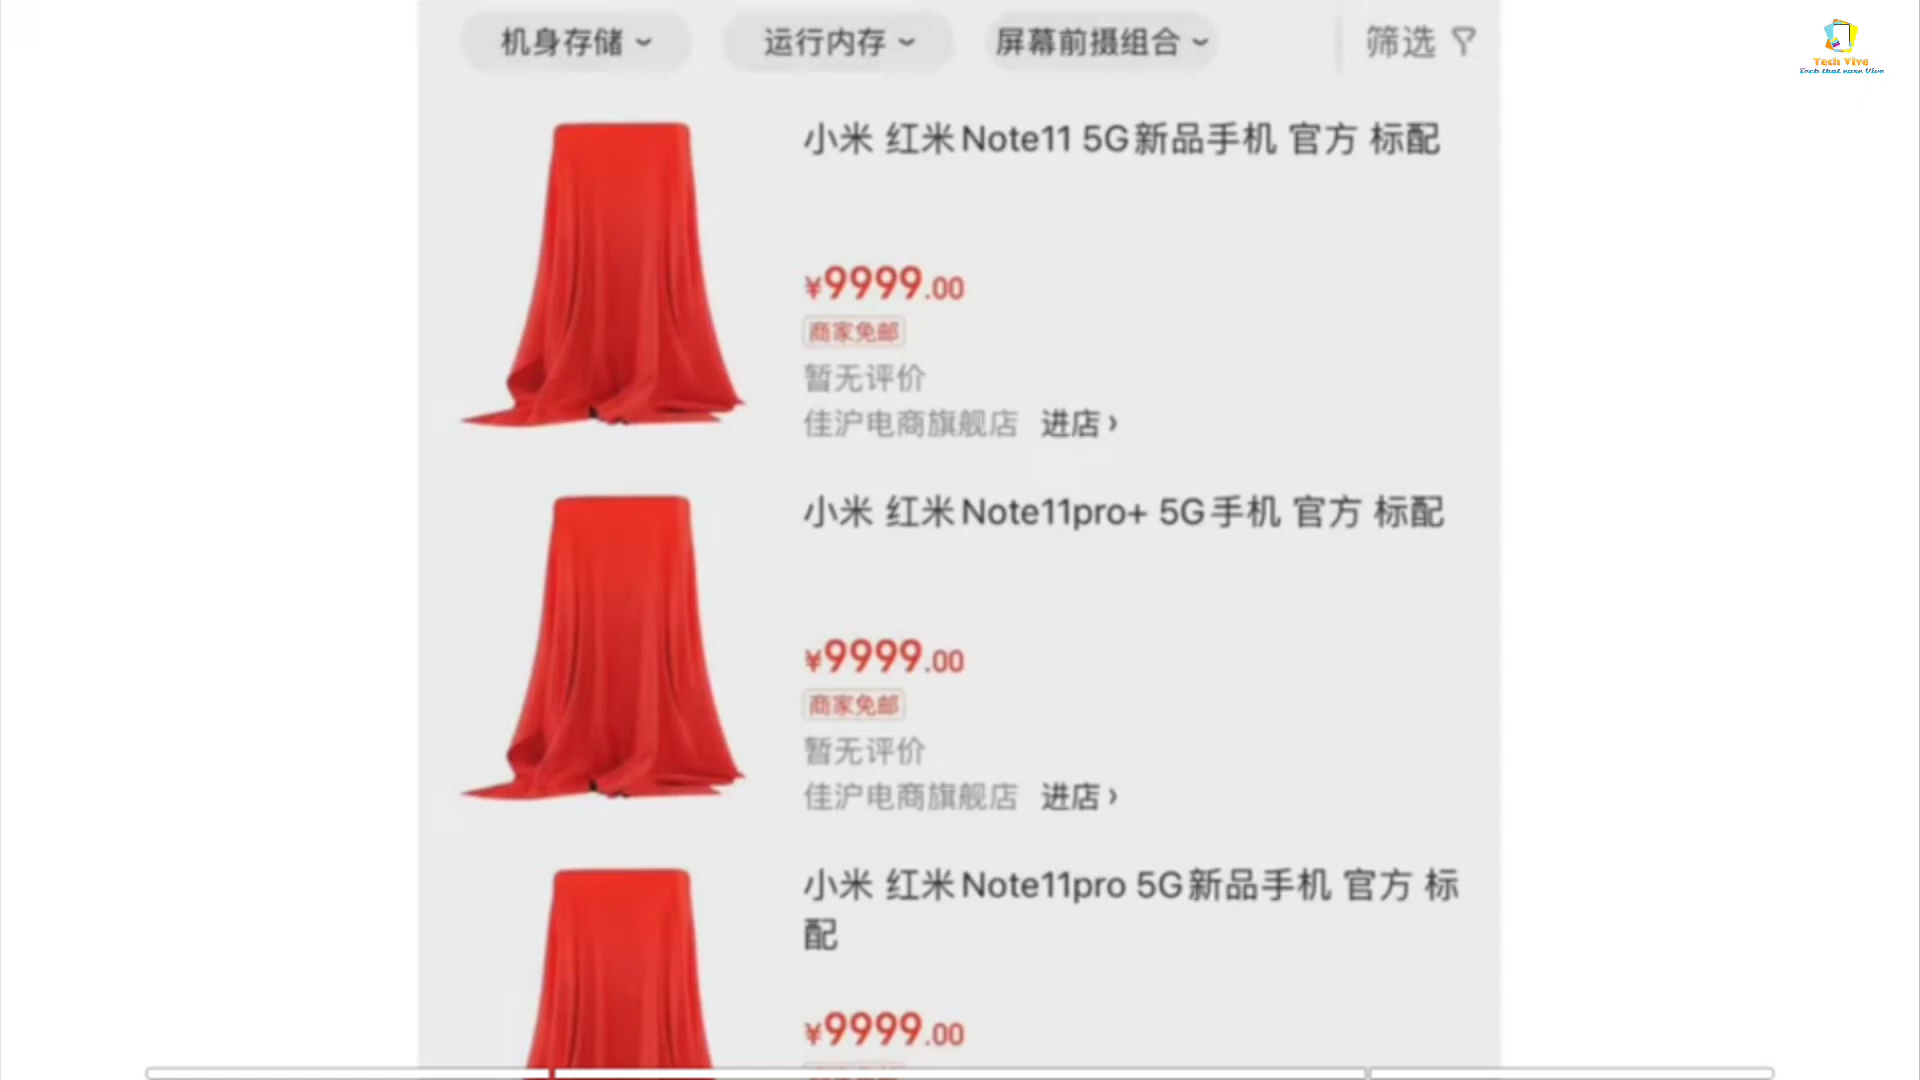 机身存储
运行内存
屏幕前摄组合
筛选
Tech Vive
Tech that ease Vive
小米 红米Note11 5G新品手机 官方 标配
¥9999.00
商家免邮
暂无评价
佳沪电商旗舰店 进店 ›
小米 红米Note11pro+ 5G手机 官方 标配
¥9999.00
商家免邮
暂无评价
佳沪电商旗舰店 进店 ›
小米 红米Note11pro 5G新品手机 官方 标
配
¥9999.00